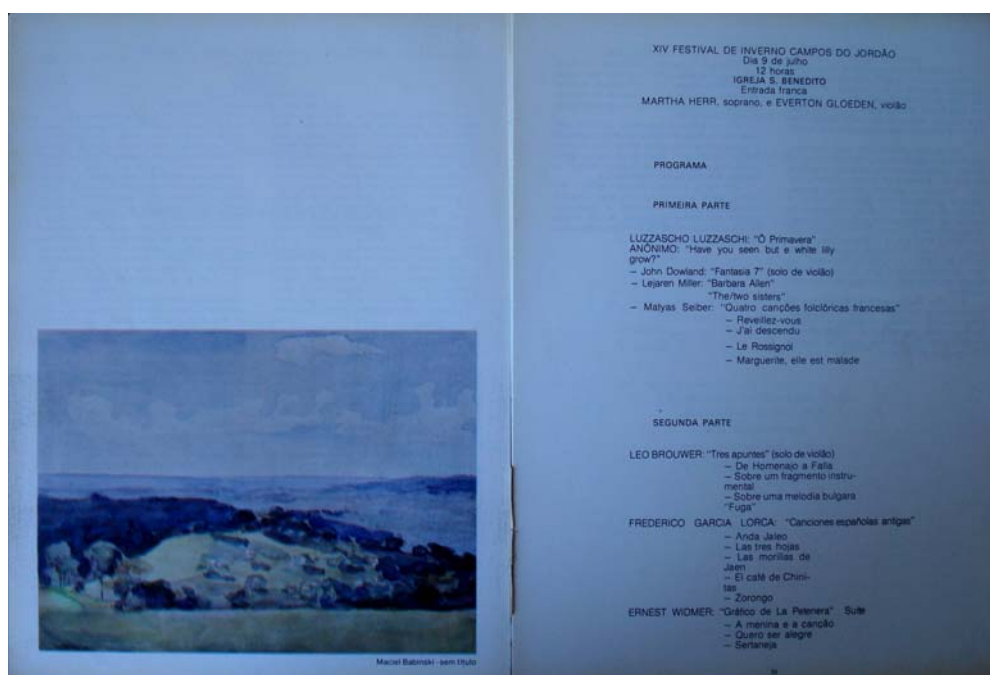 Maciel Babinski - sem título
XIV FESTIVAL DE INVERNO CAMPOS DO JORDÃO
Dia 9 de julho
12 horas
IGREJA S. BENEDITO
Entrada franca
MARTHA HERR, soprano, e EVERTON GLOEDEN, violão
PROGRAMA
PRIMEIRA PARTE
LUZZASCHO LUZZASCHI: "Ô Primavera"
ANÔNIMO: "Have you seen but e white lilly
grow?"
— John Dowland: "Fantasia 7" (solo de violão)
— Lejaren Miller: "Barbara Allen"
"The/two sisters"
— Matyas Seiber: "Quatro canções folclóricas francesas"
— Reveillez-vous
— J'ai descendu
— Le Rossignol
— Marguerite, elle est malade
SEGUNDA PARTE
LEO BROUWER: "Tres apuntes" (solo de violão)
— De Homenajo a Falla
— Sobre um fragmento instru-
mental
— Sobre uma melodia bulgara
"Fuga"
FREDERICO GARCIA LORCA: "Canciones españolas antigas"
— Anda Jaleo
— Las tres hojas
— Las morillas de
Jaen
— El café de Chini-
tas
— Zorongo
ERNEST WIDMER: "Gráfico de La Petenera" Suite
— A menina e a canção
— Quero ser alegre
— Sertaneja